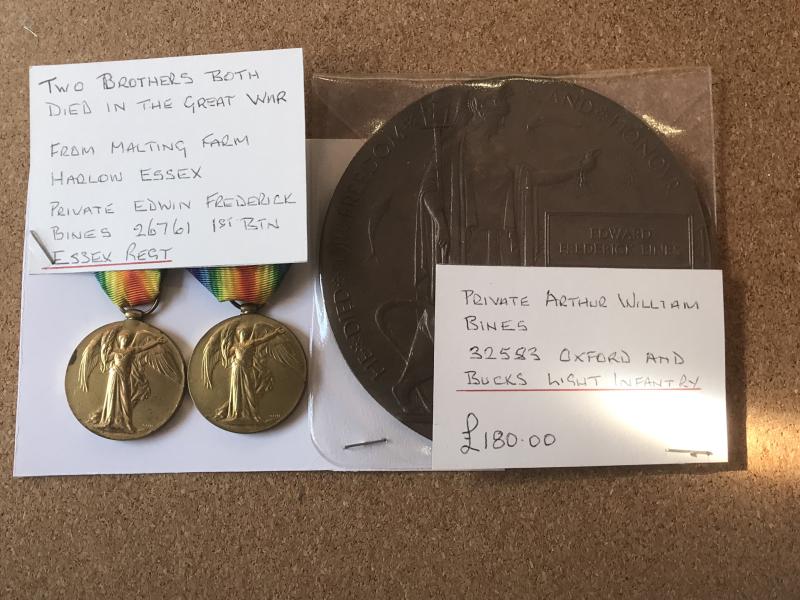 TWO BROTHERS BOTH
DIED IN THE GREAT WAR
FROM MALTING FARM
HARLOW ESSEX
PRIVATE EDWIN FREDERICK
BINES 26761 1ST BTN
ESSEX REGT
HE DIED FOR FREEDOM AND HONOUR
EDWARD
FREDERICK BINES
PRIVATE ARTHUR WILLIAM
BINES
32583 OXFORD AND
BUCKS LIGHT INFANTRY
£180.00